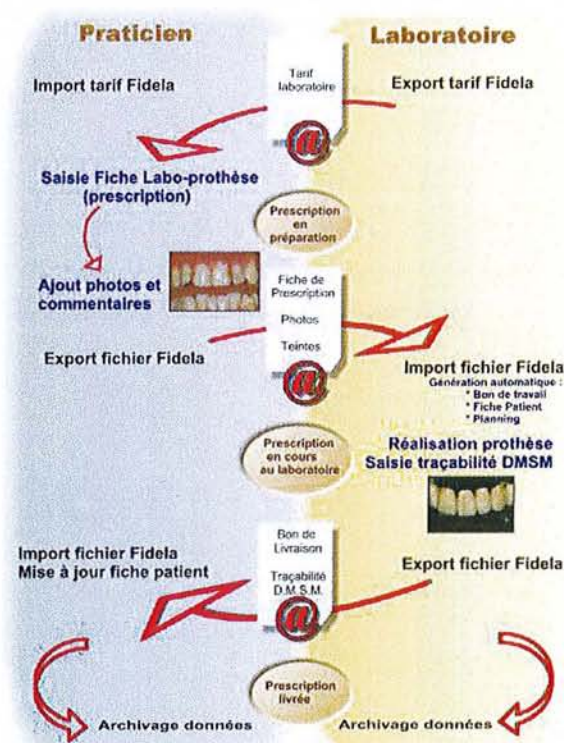 Praticien
Laboratoire
Import tarif Fidela
Tarif
laboratoire
Export tarif Fidela
@
Saisie Fiche Labo-prothèse
(prescription)
Prescription
en
préparation
Ajout photos et
commentaires
Fiche de
Prescription
Photos
Teintes
Export fichier Fidela
@
Import fichier Fidela
Génération automatique :
* Bon de travail
* Fiche Patient
* Planning
Prescription
en cours
au laboratoire
Réalisation prothèse
Saisie traçabilité DMSM
Bon de
Livraison
Traçabilité
D.M.S.M.
@
Import fichier Fidela
Mise à jour fiche patient
Export fichier Fidela
Prescription
livrée
Archivage données
Archivage données